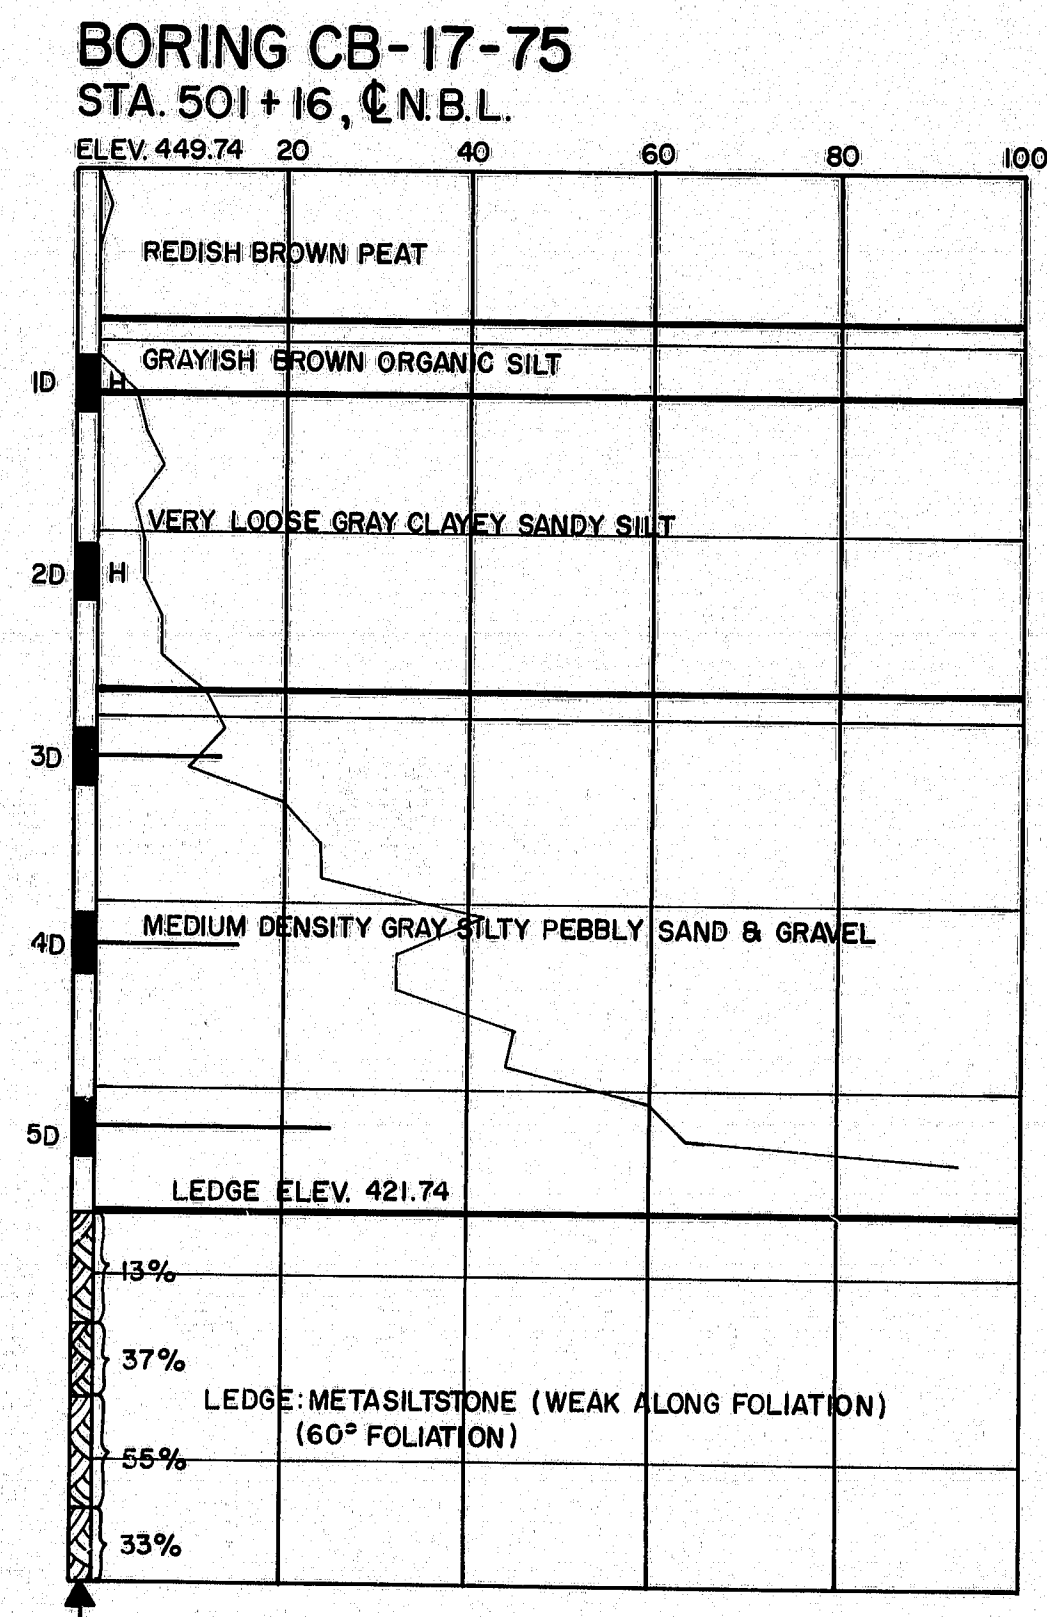 BORING CB-17-75
STA. 501+16, ℄ N.B.L.
ELEV. 449.74 20 40 60 80 100
REDISH BROWN PEAT
GRAYISH BROWN ORGANIC SILT
1D H
VERY LOOSE GRAY CLAYEY SANDY SILT
2D H
3D
MEDIUM DENSITY GRAY SILTY PEBBLY SAND & GRAVEL
4D
5D
LEDGE ELEV. 421.74
13%
37%
LEDGE: METASILTSTONE (WEAK ALONG FOLIATION)
(60° FOLIATION)
55%
33%